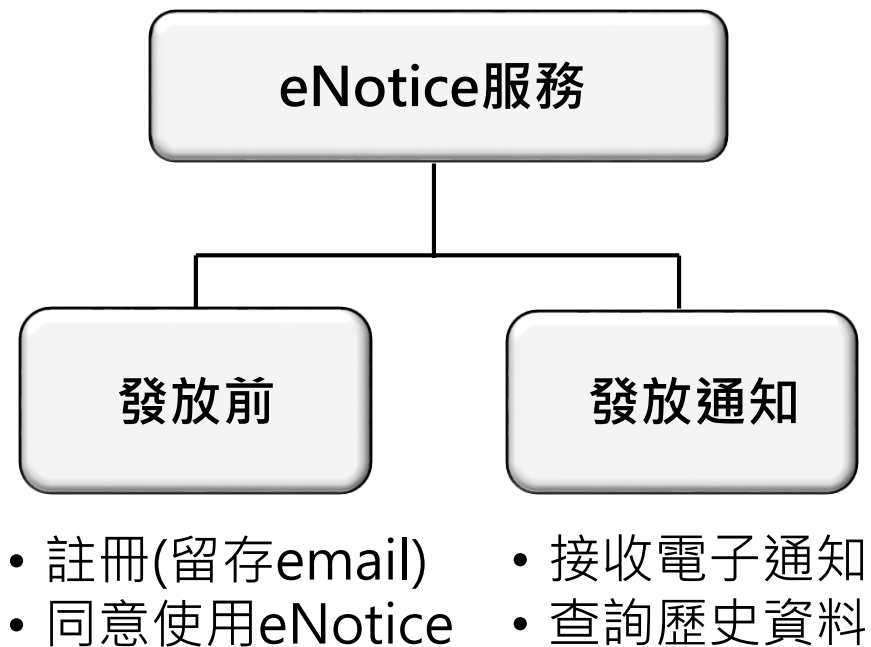 eNotice服務
發放前
發放通知
• 註冊(留存email)
• 同意使用eNotice
• 接收電子通知
• 查詢歷史資料